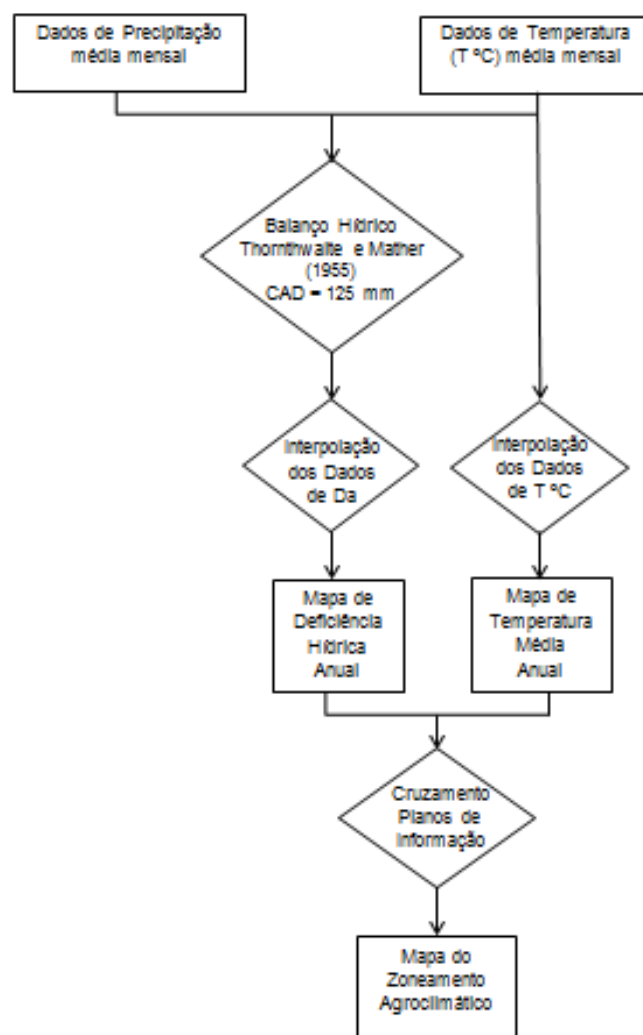 Dados de Precipitação
média mensal
Dados de Temperatura
(T ºC) média mensal
Balanço Hídrico
Thornthwaite e Mather
(1955)
CAD = 125 mm
Interpolação
dos Dados
de Da
Interpolação
dos Dados
de T ºC
Mapa de
Deficiência
Hídrica
Anual
Mapa de
Temperatura
Média
Anual
Cruzamento
Planos de
Informação
Mapa do
Zoneamento
Agroclimático